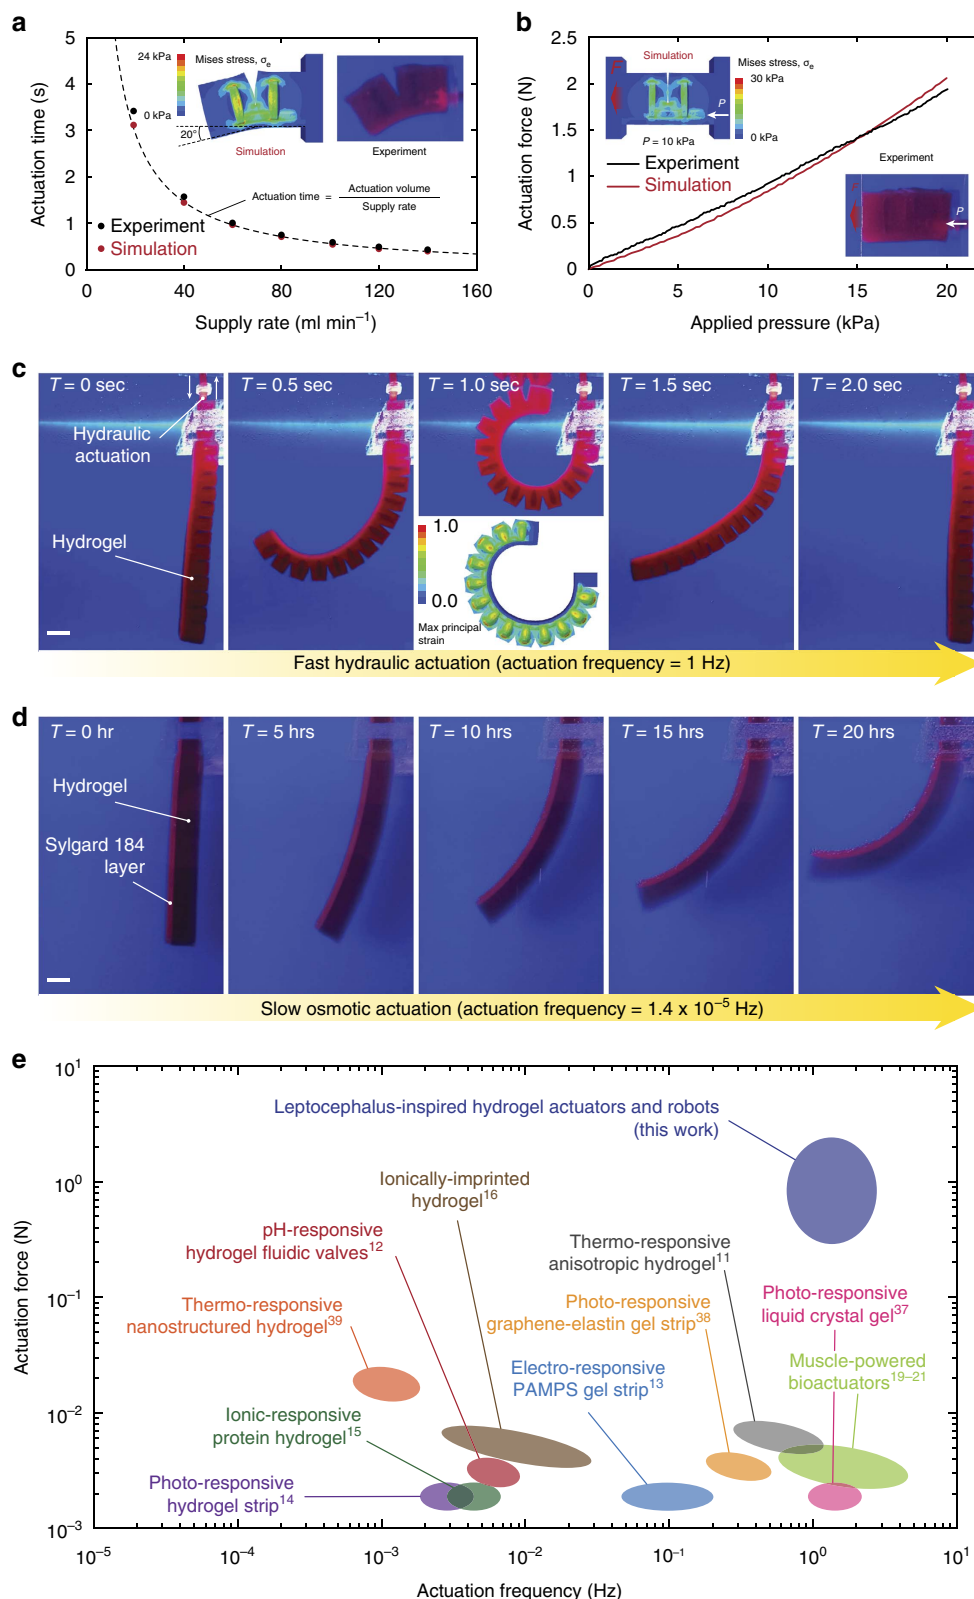 a
5
4
3
2
1
0
Actuation time (s)
24 kPa
0 kPa
Mises stress, σe
20°
Simulation
Experiment
Actuation time = Actuation volume
Supply rate
Experiment
Simulation
0 40 80 120 160
Supply rate (ml min−1)
b
2.5
2
1.5
1
0.5
0
Actuation force (N)
Simulation
F
P
P = 10 kPa
30 kPa
0 kPa
Mises stress, σe
Experiment
Simulation
Experiment
F
P
0 5 10 15 20
Applied pressure (kPa)
c
T = 0 sec
T = 0.5 sec
T = 1.0 sec
T = 1.5 sec
T = 2.0 sec
Hydraulic
actuation
Hydrogel
1.0
0.0
Max principal
strain
Fast hydraulic actuation (actuation frequency = 1 Hz)
d
T = 0 hr
T = 5 hrs
T = 10 hrs
T = 15 hrs
T = 20 hrs
Hydrogel
Sylgard 184
layer
Slow osmotic actuation (actuation frequency = 1.4 x 10−5 Hz)
e
10^1
10^0
10^−1
10^−2
10^−3
Actuation force (N)
Leptocephalus-inspired hydrogel actuators and robots
(this work)
Ionically-imprinted
hydrogel16
pH-responsive
hydrogel fluidic valves12
Thermo-responsive
anisotropic hydrogel11
Thermo-responsive
nanostructured hydrogel39
Photo-responsive
graphene-elastin gel strip38
Photo-responsive
liquid crystal gel37
Electro-responsive
PAMPS gel strip13
Muscle-powered
bioactuators19–21
Ionic-responsive
protein hydrogel15
Photo-responsive
hydrogel strip14
10^−5 10^−4 10^−3 10^−2 10^−1 10^0 10^1
Actuation frequency (Hz)